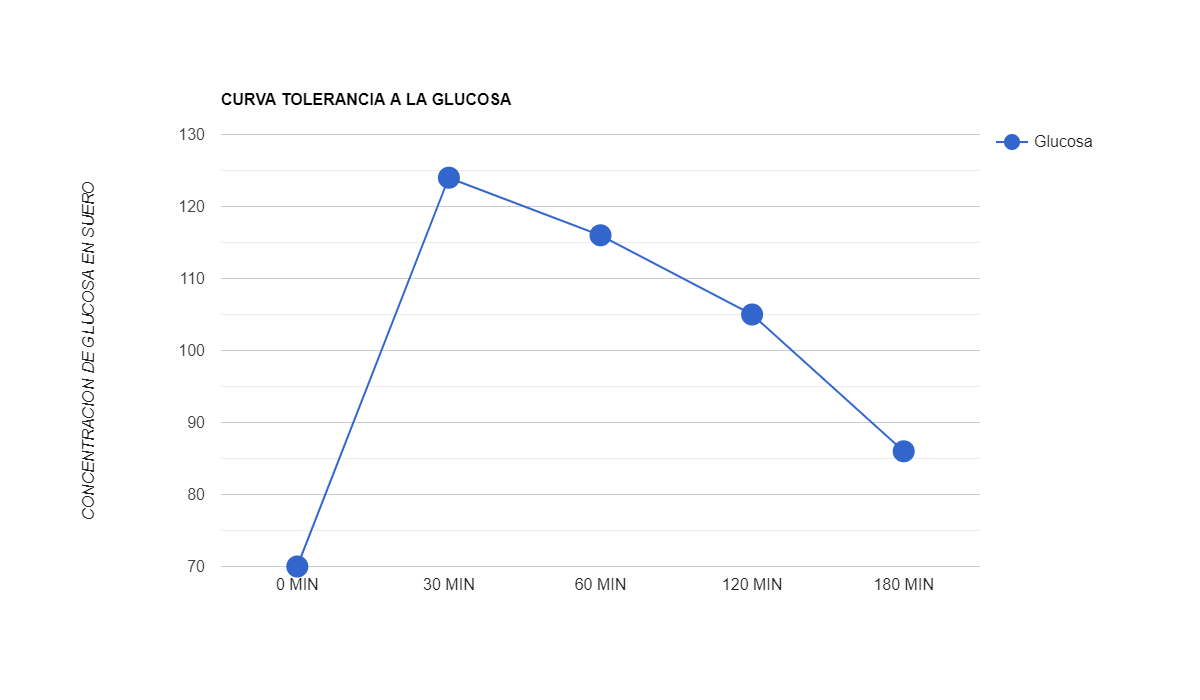 CURVA TOLERANCIA A LA GLUCOSA
130
120
110
100
90
80
70
CONCENTRACION DE GLUCOSA EN SUERO
0 MIN
30 MIN
60 MIN
120 MIN
180 MIN
Glucosa